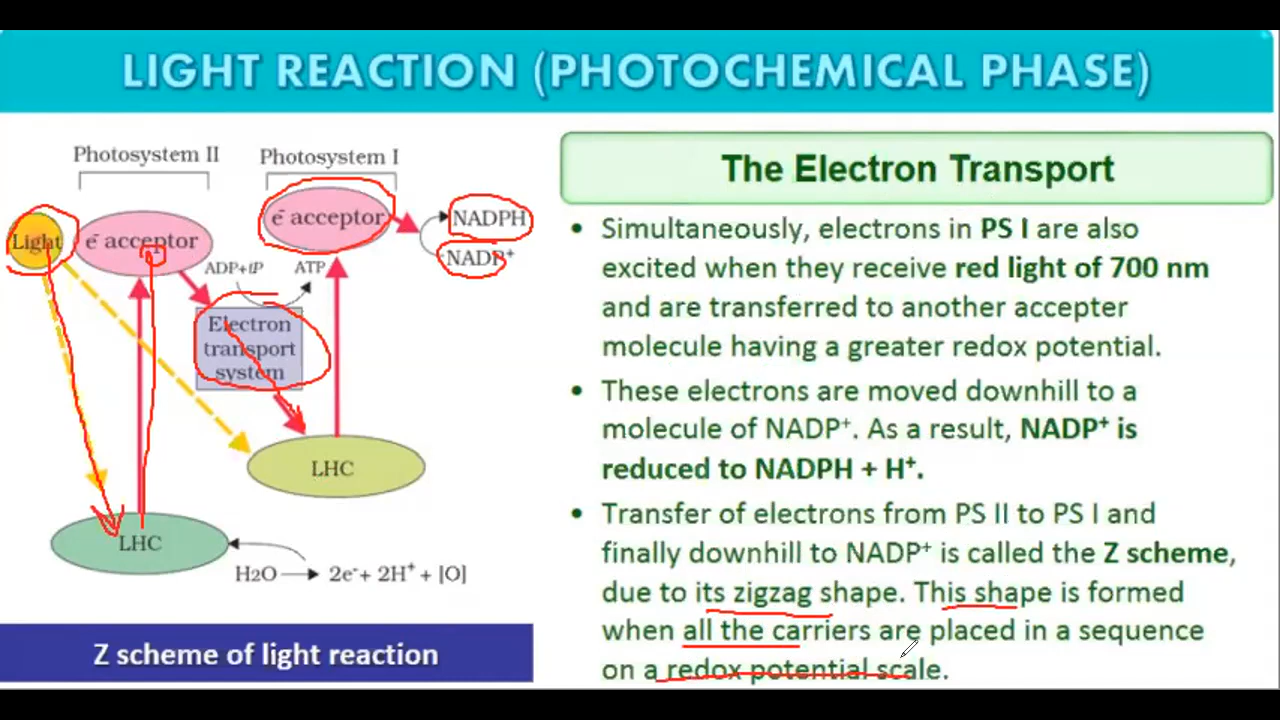 LIGHT REACTION (PHOTOCHEMICAL PHASE)
Photosystem II
Photosystem I
Light
e⁻ acceptor
e⁻ acceptor
NADPH
NADP⁺
ADP+iP
ATP
Electron
transport
system
LHC
LHC
H2O → 2e⁻+ 2H⁺ + [O]
Z scheme of light reaction
The Electron Transport
• Simultaneously, electrons in PS I are also
excited when they receive red light of 700 nm
and are transferred to another accepter
molecule having a greater redox potential.
• These electrons are moved downhill to a
molecule of NADP⁺. As a result, NADP⁺ is
reduced to NADPH + H⁺.
• Transfer of electrons from PS II to PS I and
finally downhill to NADP⁺ is called the Z scheme,
due to its zigzag shape. This shape is formed
when all the carriers are placed in a sequence
on a redox potential scale.